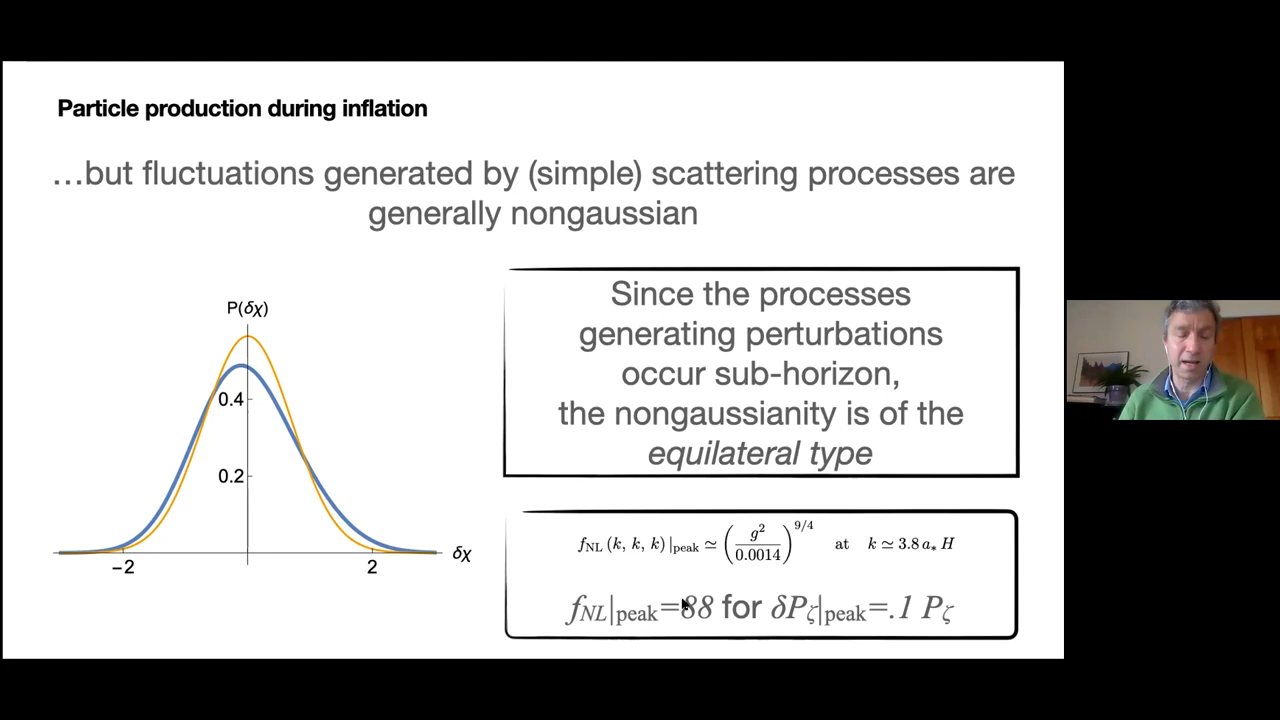 Particle production during inflation
…but fluctuations generated by (simple) scattering processes are
generally nongaussian
P(δχ)
0.4
0.2
−2
2
δχ
Since the processes
generating perturbations
occur sub-horizon,
the nongaussianity is of the
equilateral type
f_NL (k, k, k) |_peak ≃ (g²/0.0014)^9/4 at k ≃ 3.8 a_* H
f_NL|_peak=88 for δP_ζ|_peak=.1 P_ζ